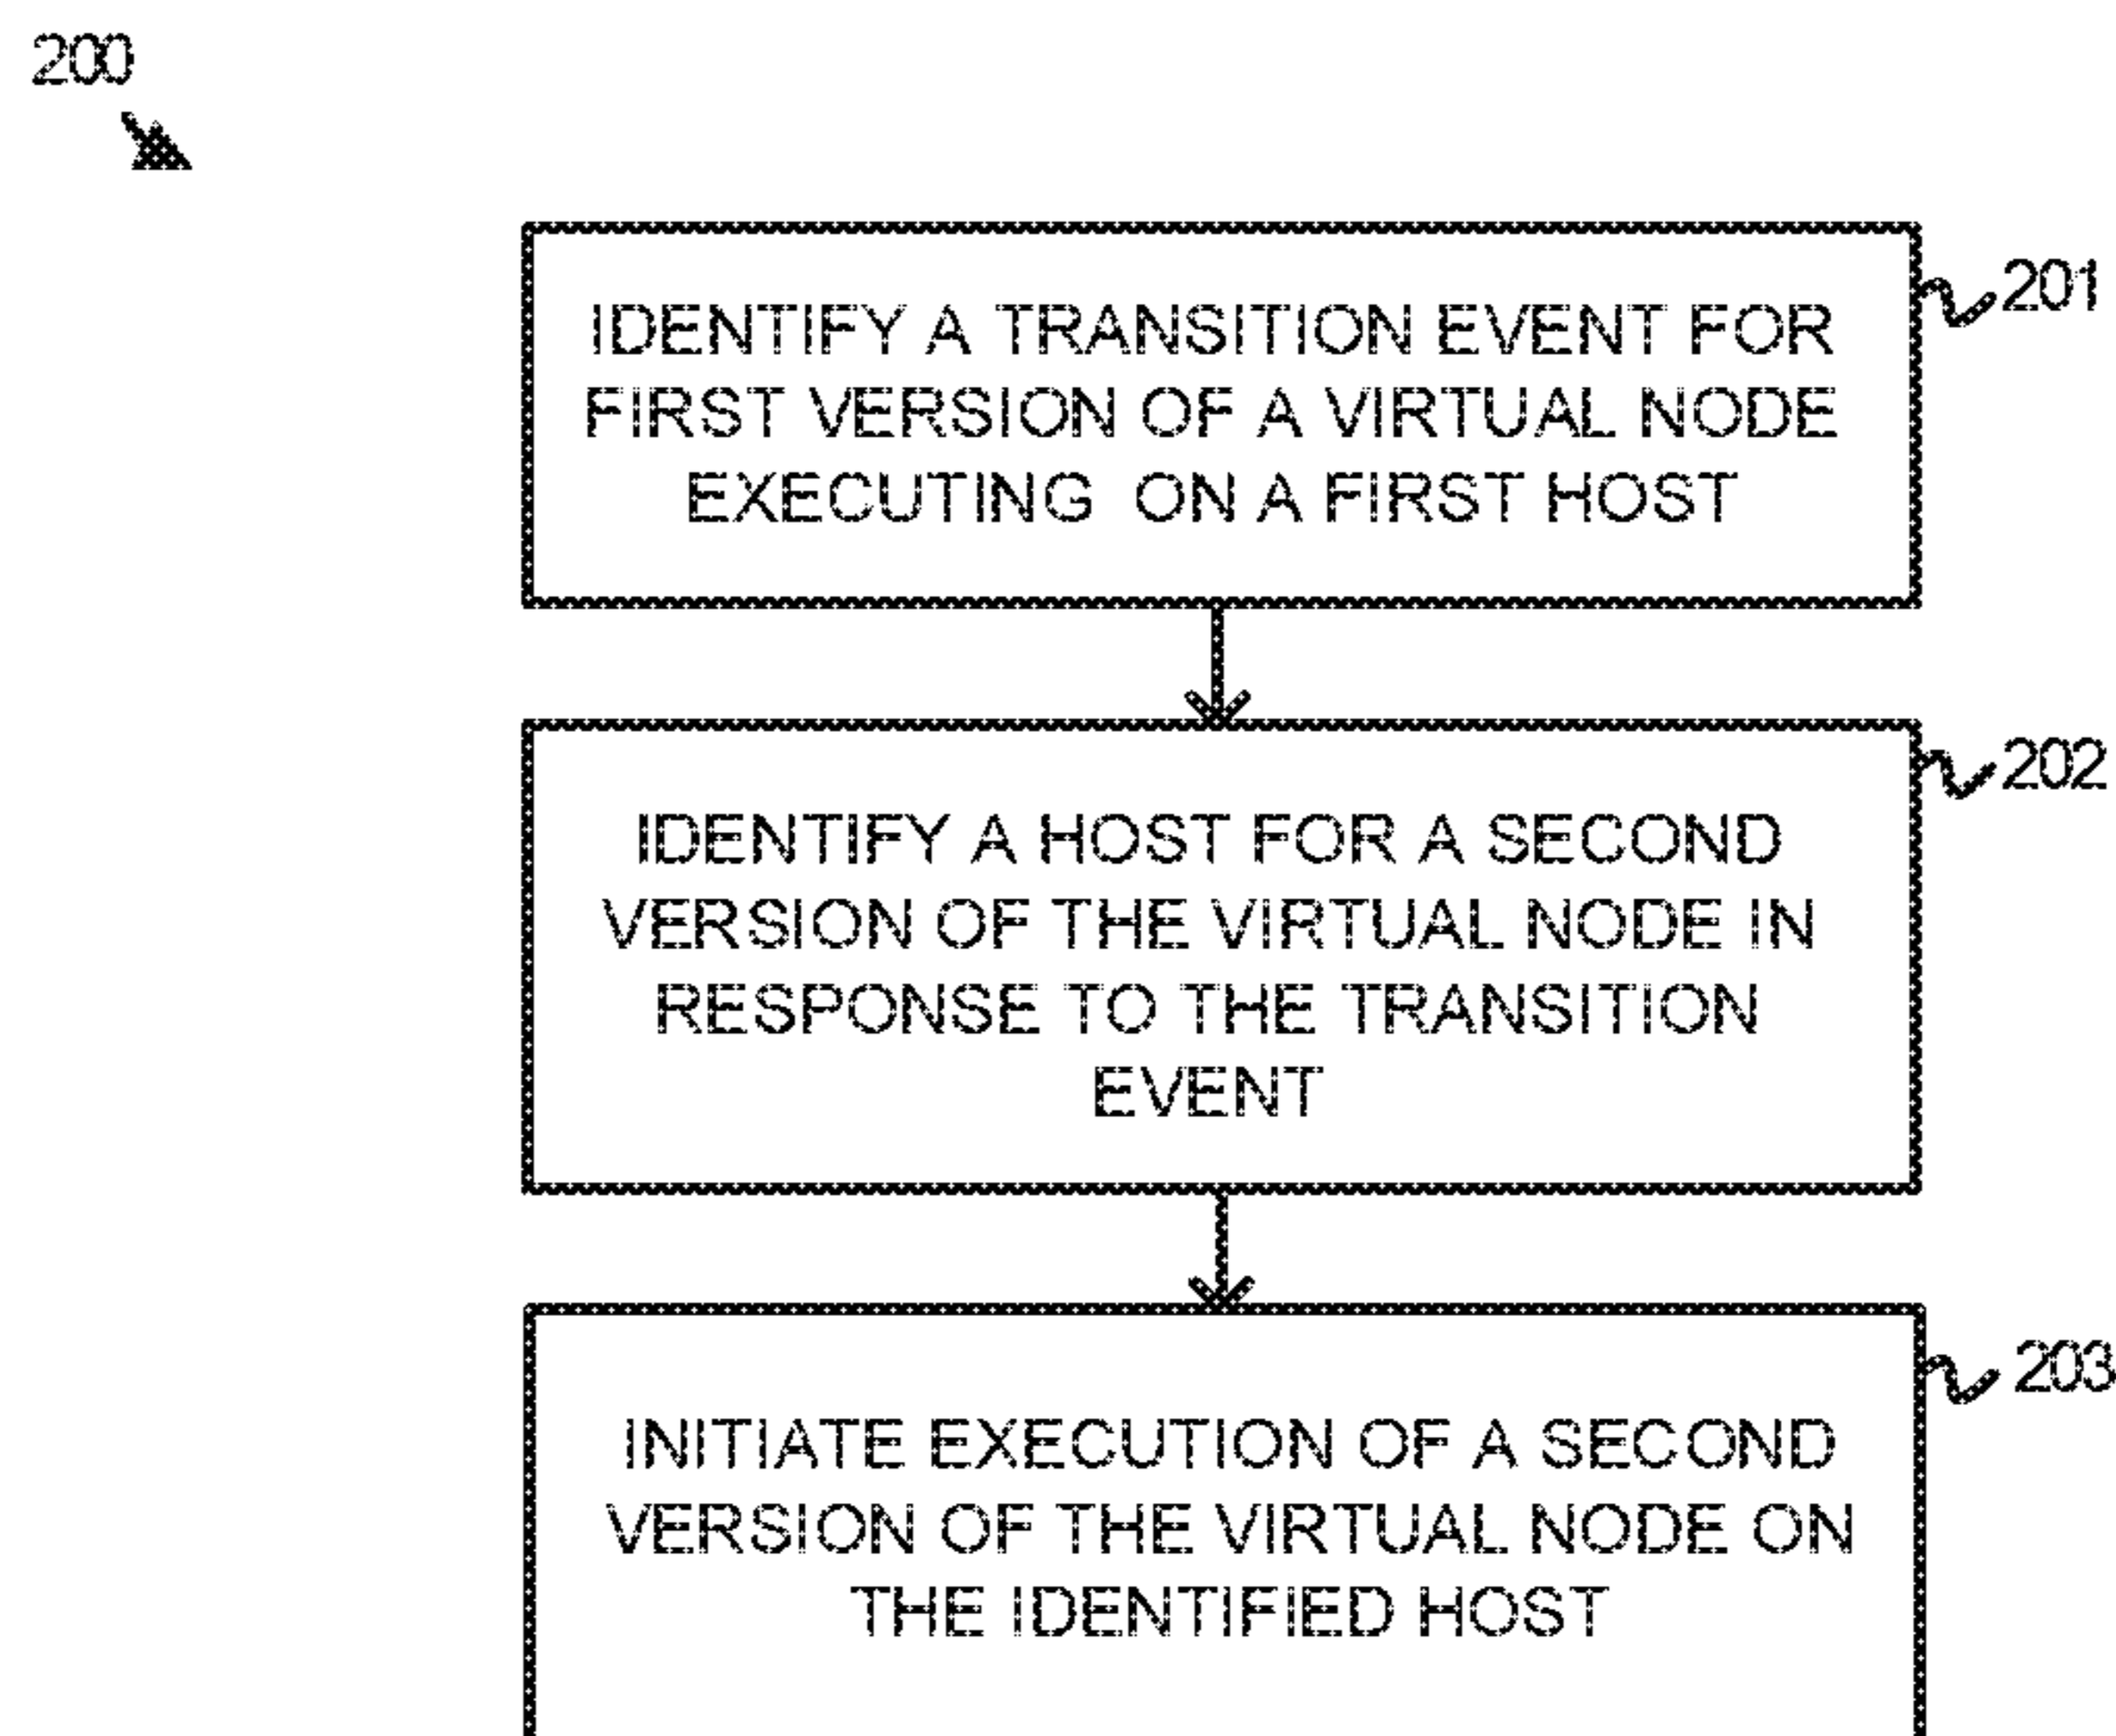 200
IDENTIFY A TRANSITION EVENT FOR
FIRST VERSION OF A VIRTUAL NODE
EXECUTING ON A FIRST HOST
201
IDENTIFY A HOST FOR A SECOND
VERSION OF THE VIRTUAL NODE IN
RESPONSE TO THE TRANSITION
EVENT
202
INITIATE EXECUTION OF A SECOND
VERSION OF THE VIRTUAL NODE ON
THE IDENTIFIED HOST
203